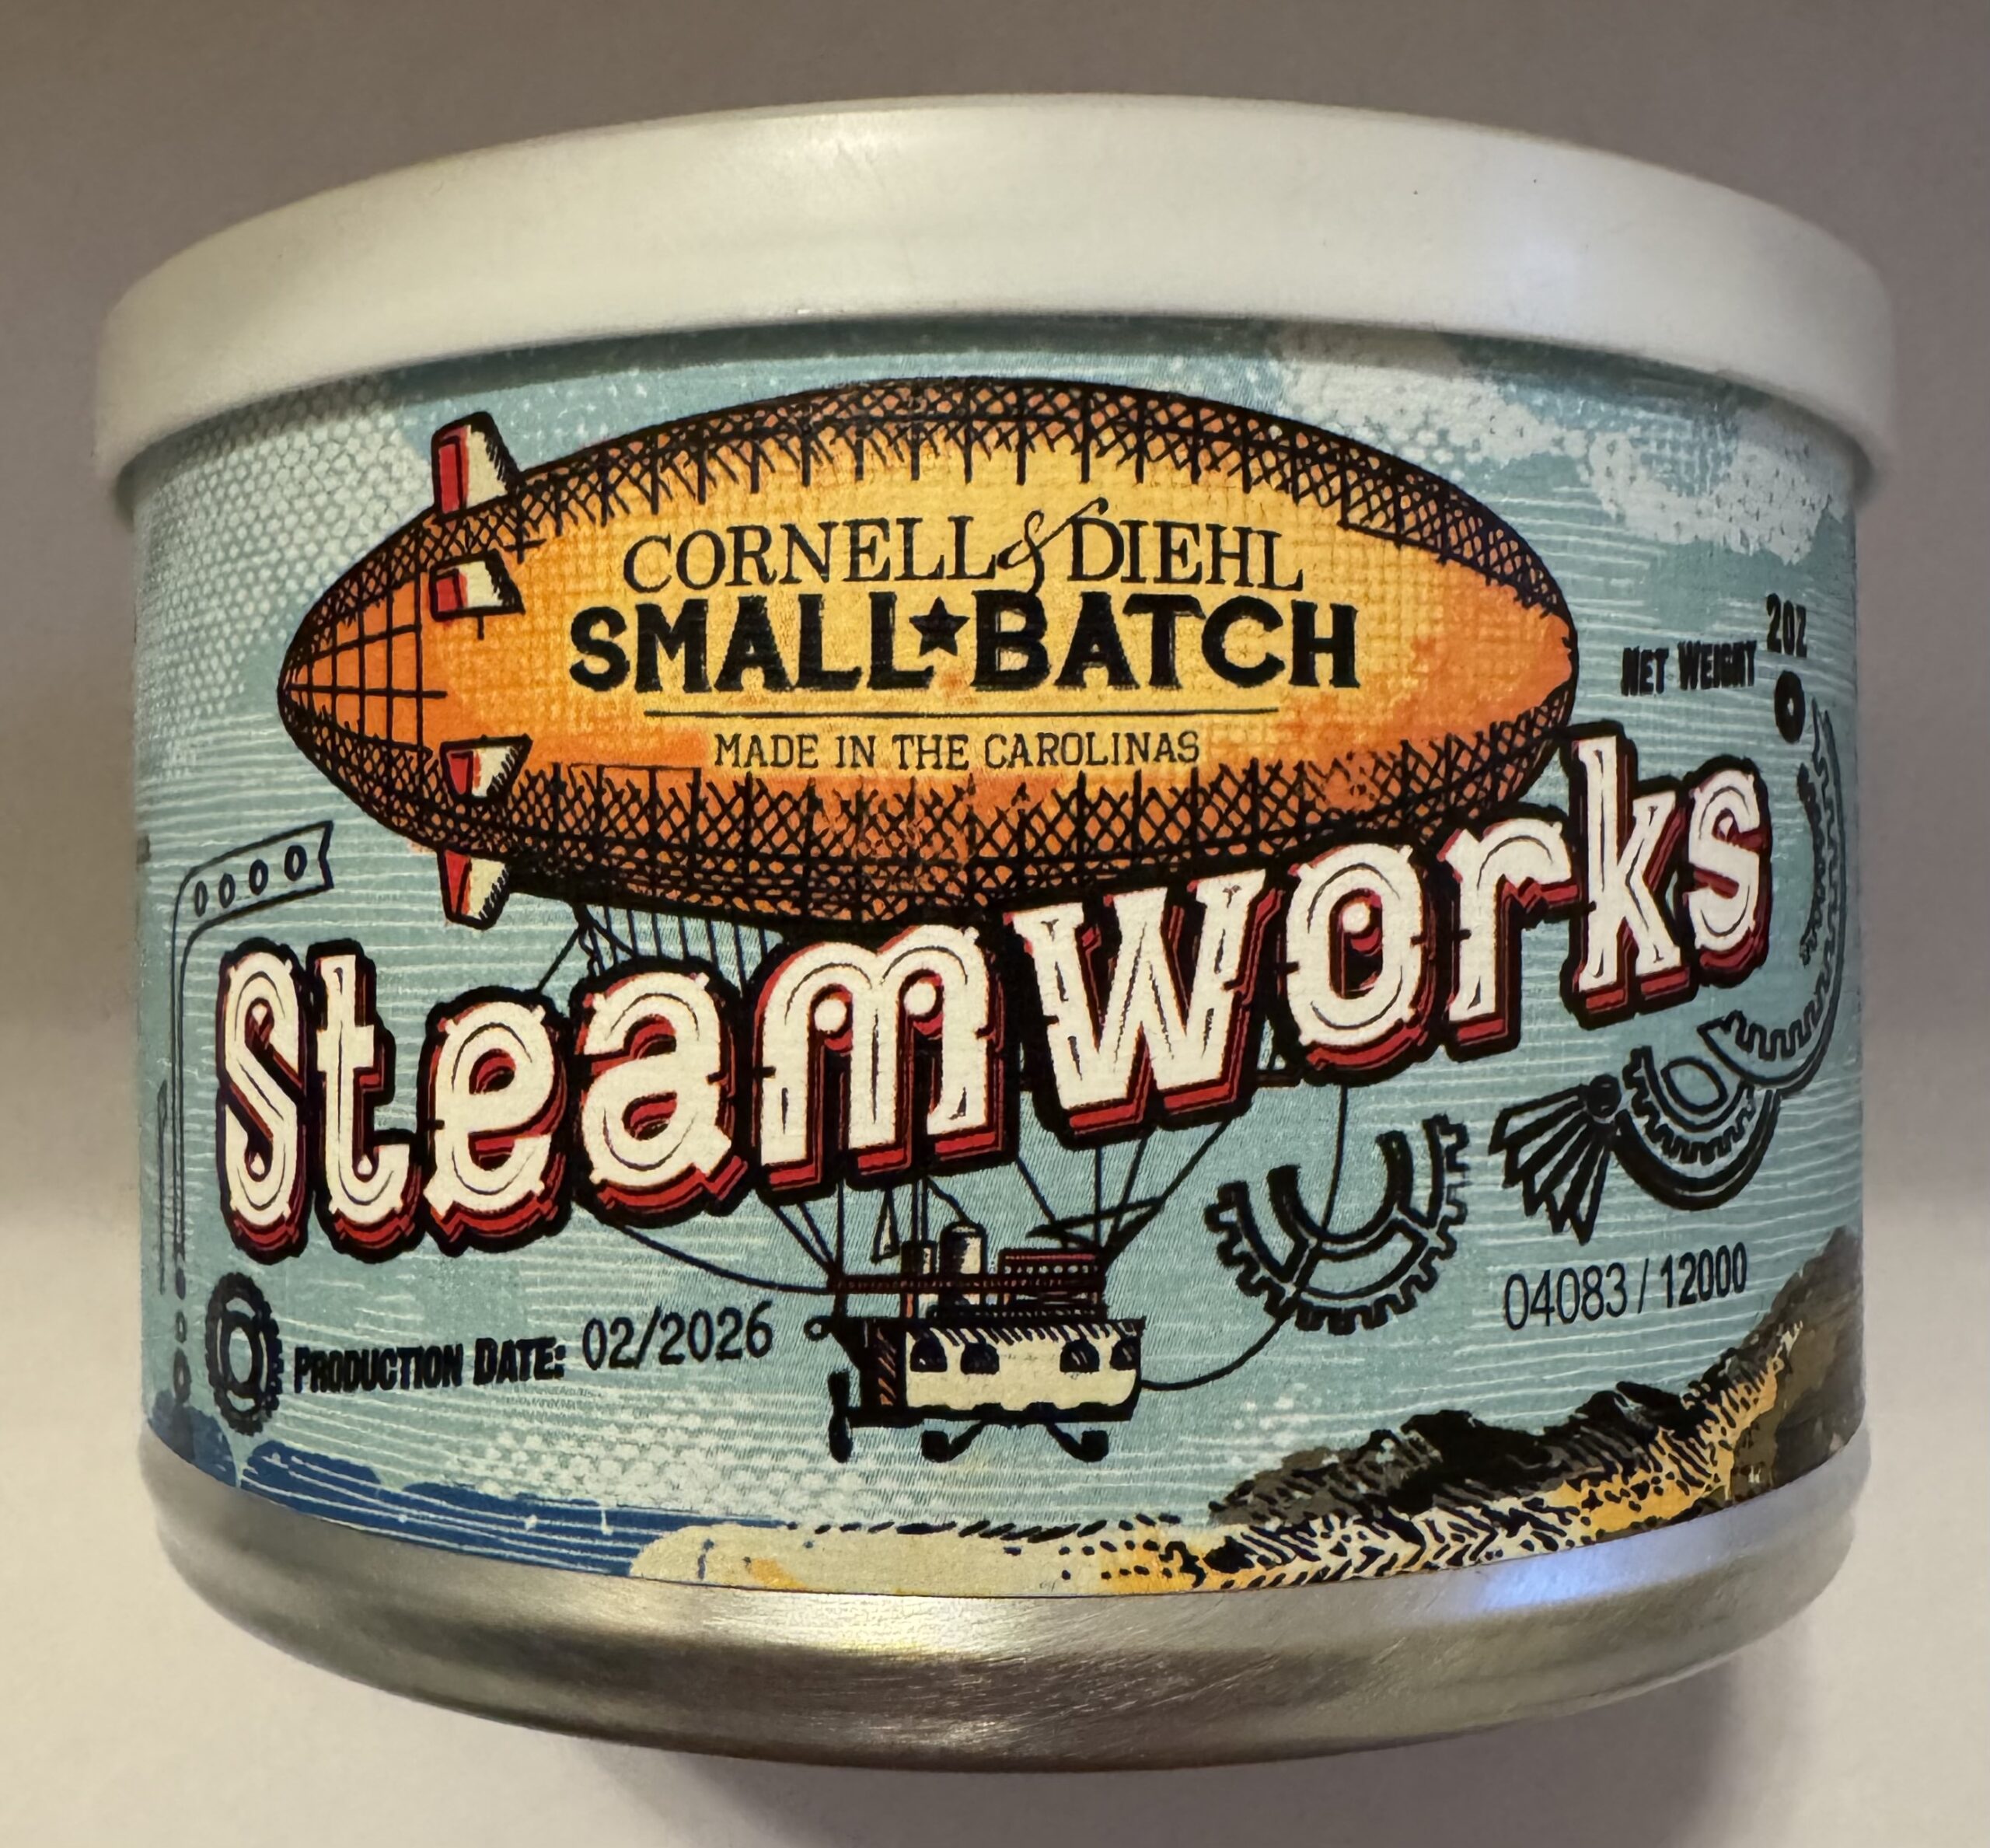 CORNELL & DIEHL
SMALL★BATCH
MADE IN THE CAROLINAS
NET WEIGHT 2OZ
Steamworks
PRODUCTION DATE: 02/2026
04083 / 12000